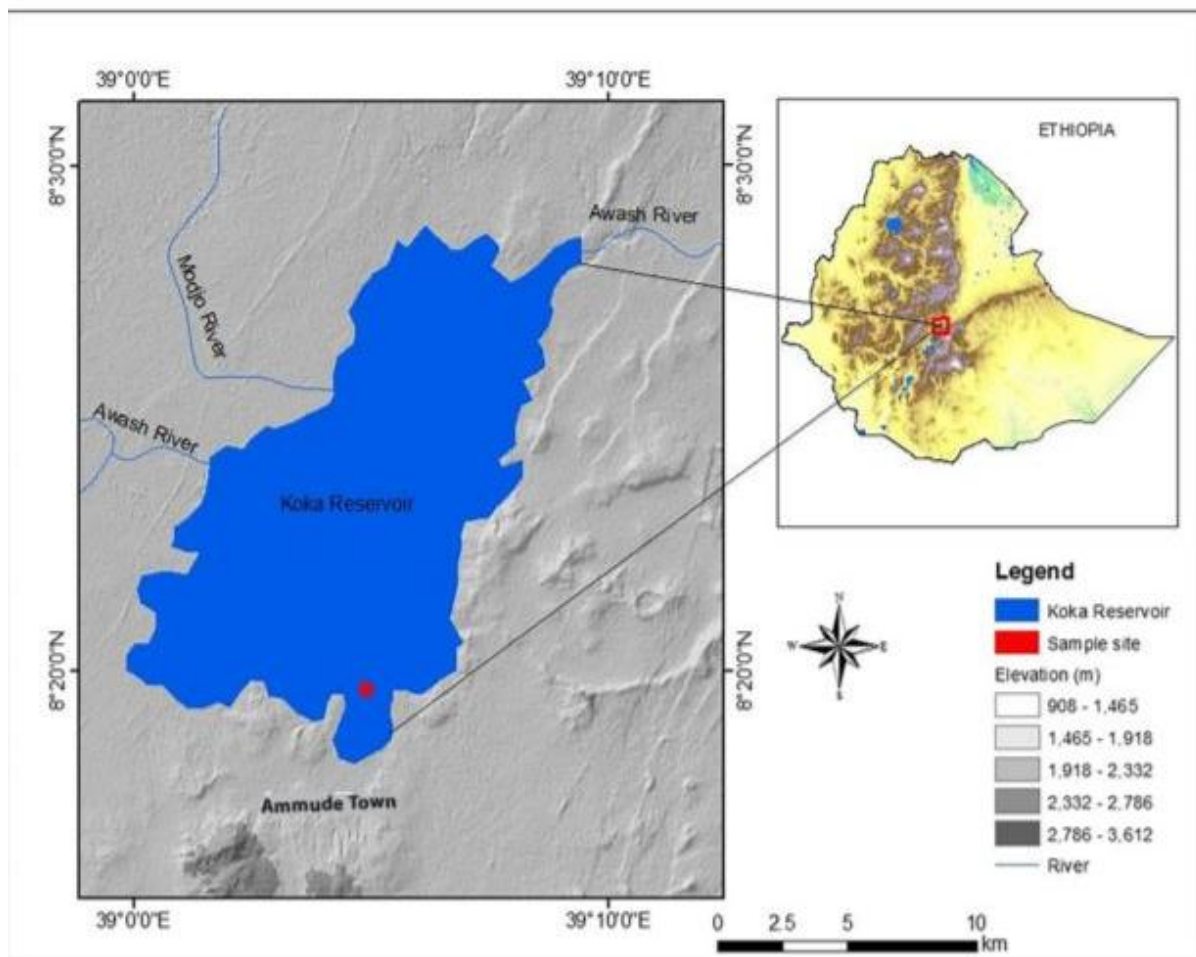 39°0'0"E
39°10'0"E
8°30'0"N
8°30'0"N
ETHIOPIA
Awash River
Modjo River
Awash River
Koka Reservoir
8°20'0"N
8°20'0"N
Ammude Town
39°0'0"E
39°10'0"E
N
W
E
S
Legend
Koka Reservoir
Sample site
Elevation (m)
908 - 1,465
1,465 - 1,918
1,918 - 2,332
2,332 - 2,786
2,786 - 3,612
River
0 2.5 5 10
km